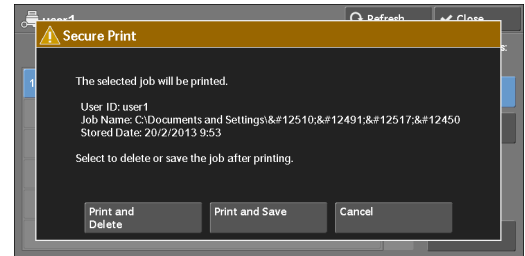 user1
Refresh
Close
Secure Print
1
The selected job will be printed.
User ID: user1
Job Name: C:\Documents and Settings\&#12510;&#12491;&#12517;&#12450
Stored Date: 20/2/2013 9:53
Select to delete or save the job after printing.
Print and
Delete
Print and Save
Cancel